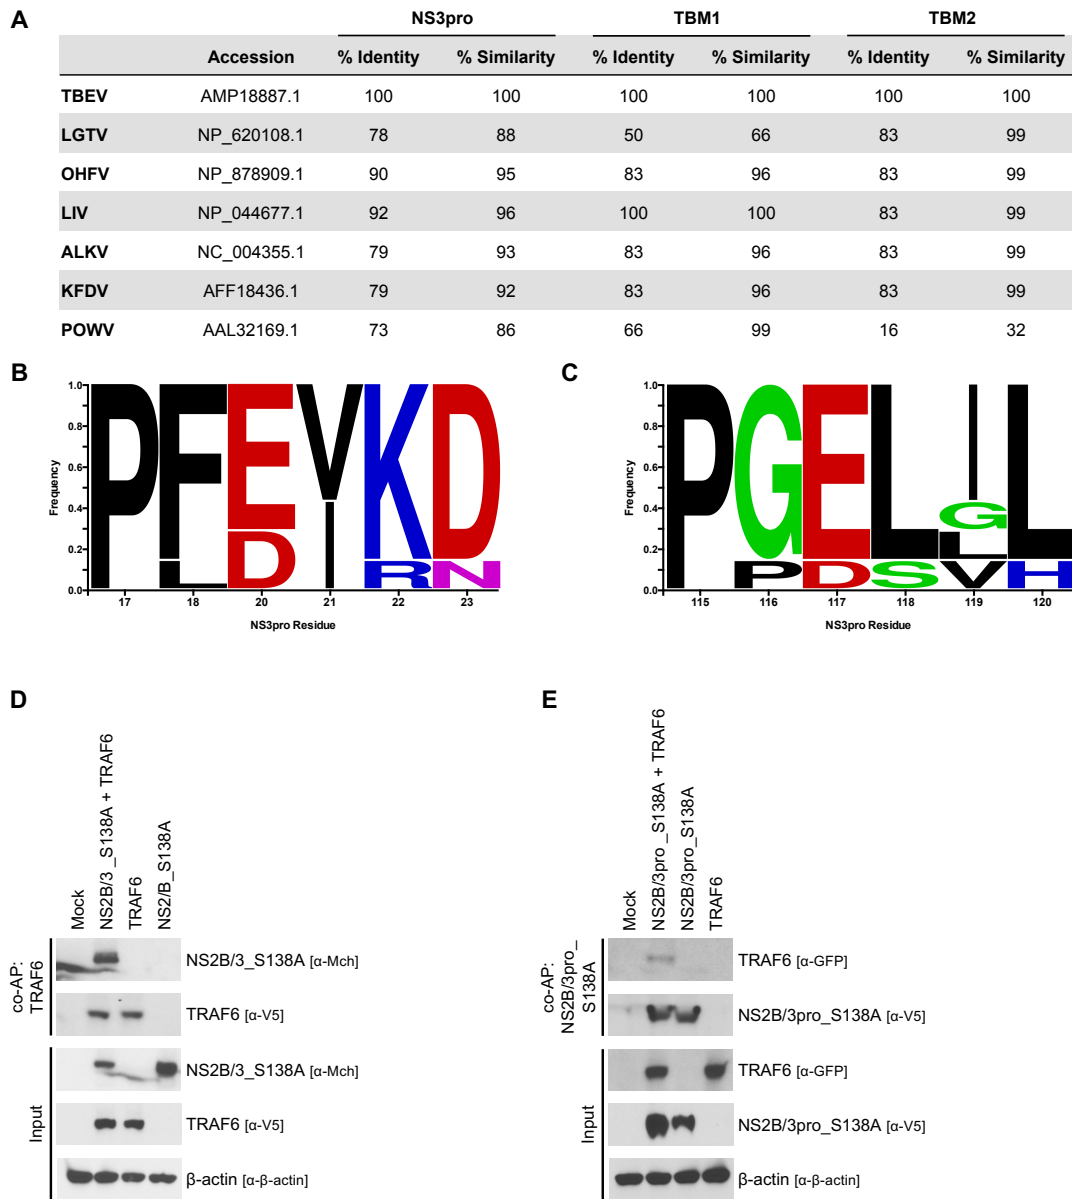 A
NS3pro TBM1 TBM2
Accession % Identity % Similarity % Identity % Similarity % Identity % Similarity
TBEV AMP18887.1 100 100 100 100 100 100
LGTV NP_620108.1 78 88 50 66 83 99
OHFV NP_878909.1 90 95 83 96 83 99
LIV NP_044677.1 92 96 100 100 83 99
ALKV NC_004355.1 79 93 83 96 83 99
KFDV AFF18436.1 79 92 83 96 83 99
POWV AAL32169.1 73 86 66 99 16 32
B
Frequency
1.0
0.8
0.6
0.4
0.2
0.0
PFEVKD
LDIRN
17 18 20 21 22 23
NS3pro Residue
C
Frequency
1.0
0.8
0.6
0.4
0.2
0.0
PGELIL
G
L
PDSVH
115 116 117 118 119 120
NS3pro Residue
D
Mock
NS2B/3_S138A + TRAF6
TRAF6
NS2/B_S138A
co-AP:
TRAF6
NS2B/3_S138A [α-Mch]
TRAF6 [α-V5]
Input
NS2B/3_S138A [α-Mch]
TRAF6 [α-V5]
β-actin [α-β-actin]
E
Mock
NS2B/3pro_S138A + TRAF6
NS2B/3pro_S138A
TRAF6
co-AP:
NS2B/3pro_
S138A
TRAF6 [α-GFP]
NS2B/3pro_S138A [α-V5]
Input
TRAF6 [α-GFP]
NS2B/3pro_S138A [α-V5]
β-actin [α-β-actin]